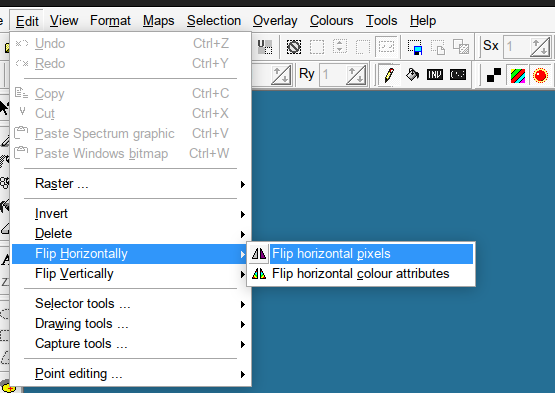 Edit View Format Maps Selection Overlay Colours Tools Help
Undo Ctrl+Z
Redo Ctrl+Y
Sx 1
Ry 1
INV
Copy Ctrl+C
Cut Ctrl+X
Paste Spectrum graphic Ctrl+V
Paste Windows bitmap Ctrl+W
Raster ...
Invert
Delete
Flip Horizontally
Flip horizontal pixels
Flip Vertically
Flip horizontal colour attributes
Selector tools ...
Drawing tools ...
Capture tools ...
Point editing ...